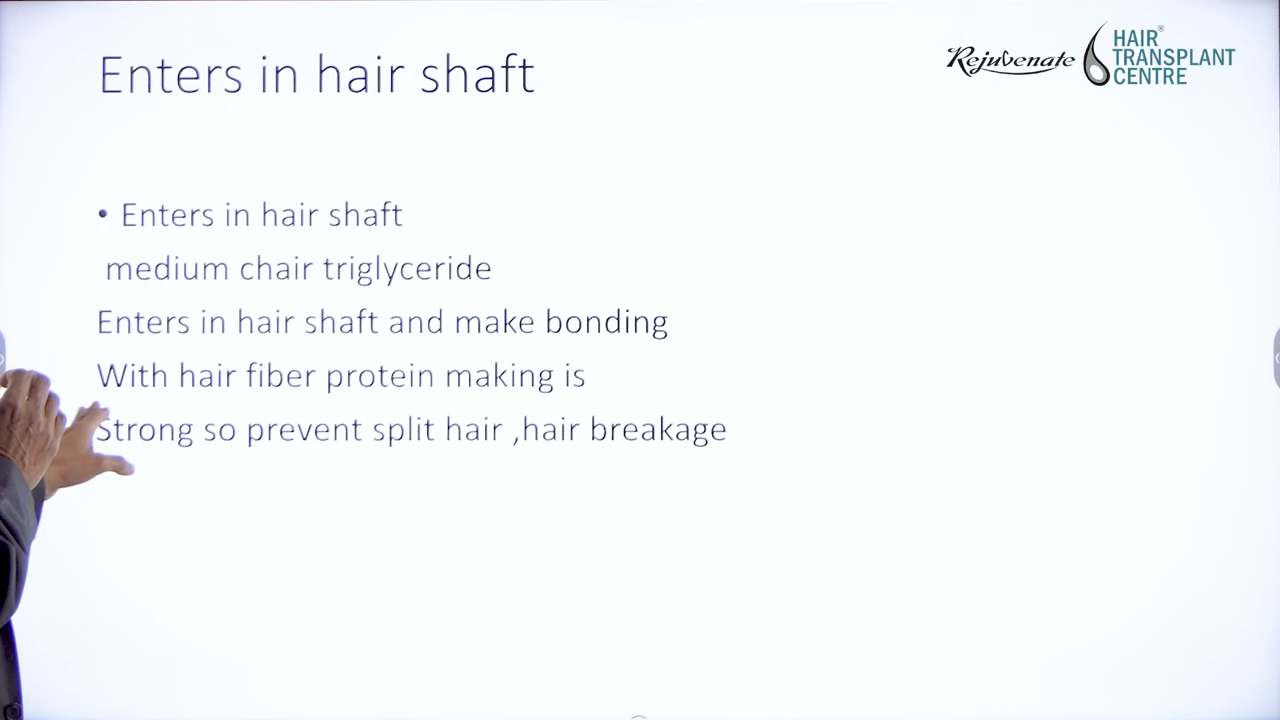 Enters in hair shaft
Rejuvenate
HAIR®
TRANSPLANT
CENTRE
• Enters in hair shaft
medium chair triglyceride
Enters in hair shaft and make bonding
With hair fiber protein making is
Strong so prevent split hair ,hair breakage